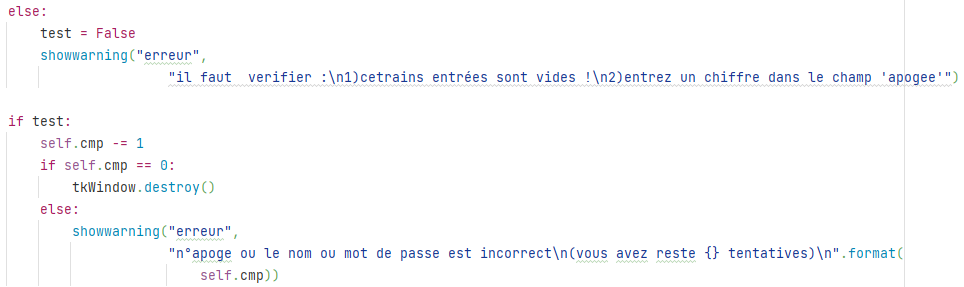 else:
test = False
showwarning("erreur",
"il faut  verifier :\n1)cetrains entrées sont vides !\n2)entrez un chiffre dans le champ 'apogee'")
if test:
self.cmp -= 1
if self.cmp == 0:
tkWindow.destroy()
else:
showwarning("erreur",
"n°apoge ou le nom ou mot de passe est incorrect\n(vous avez reste {} tentatives)\n".format(
self.cmp))